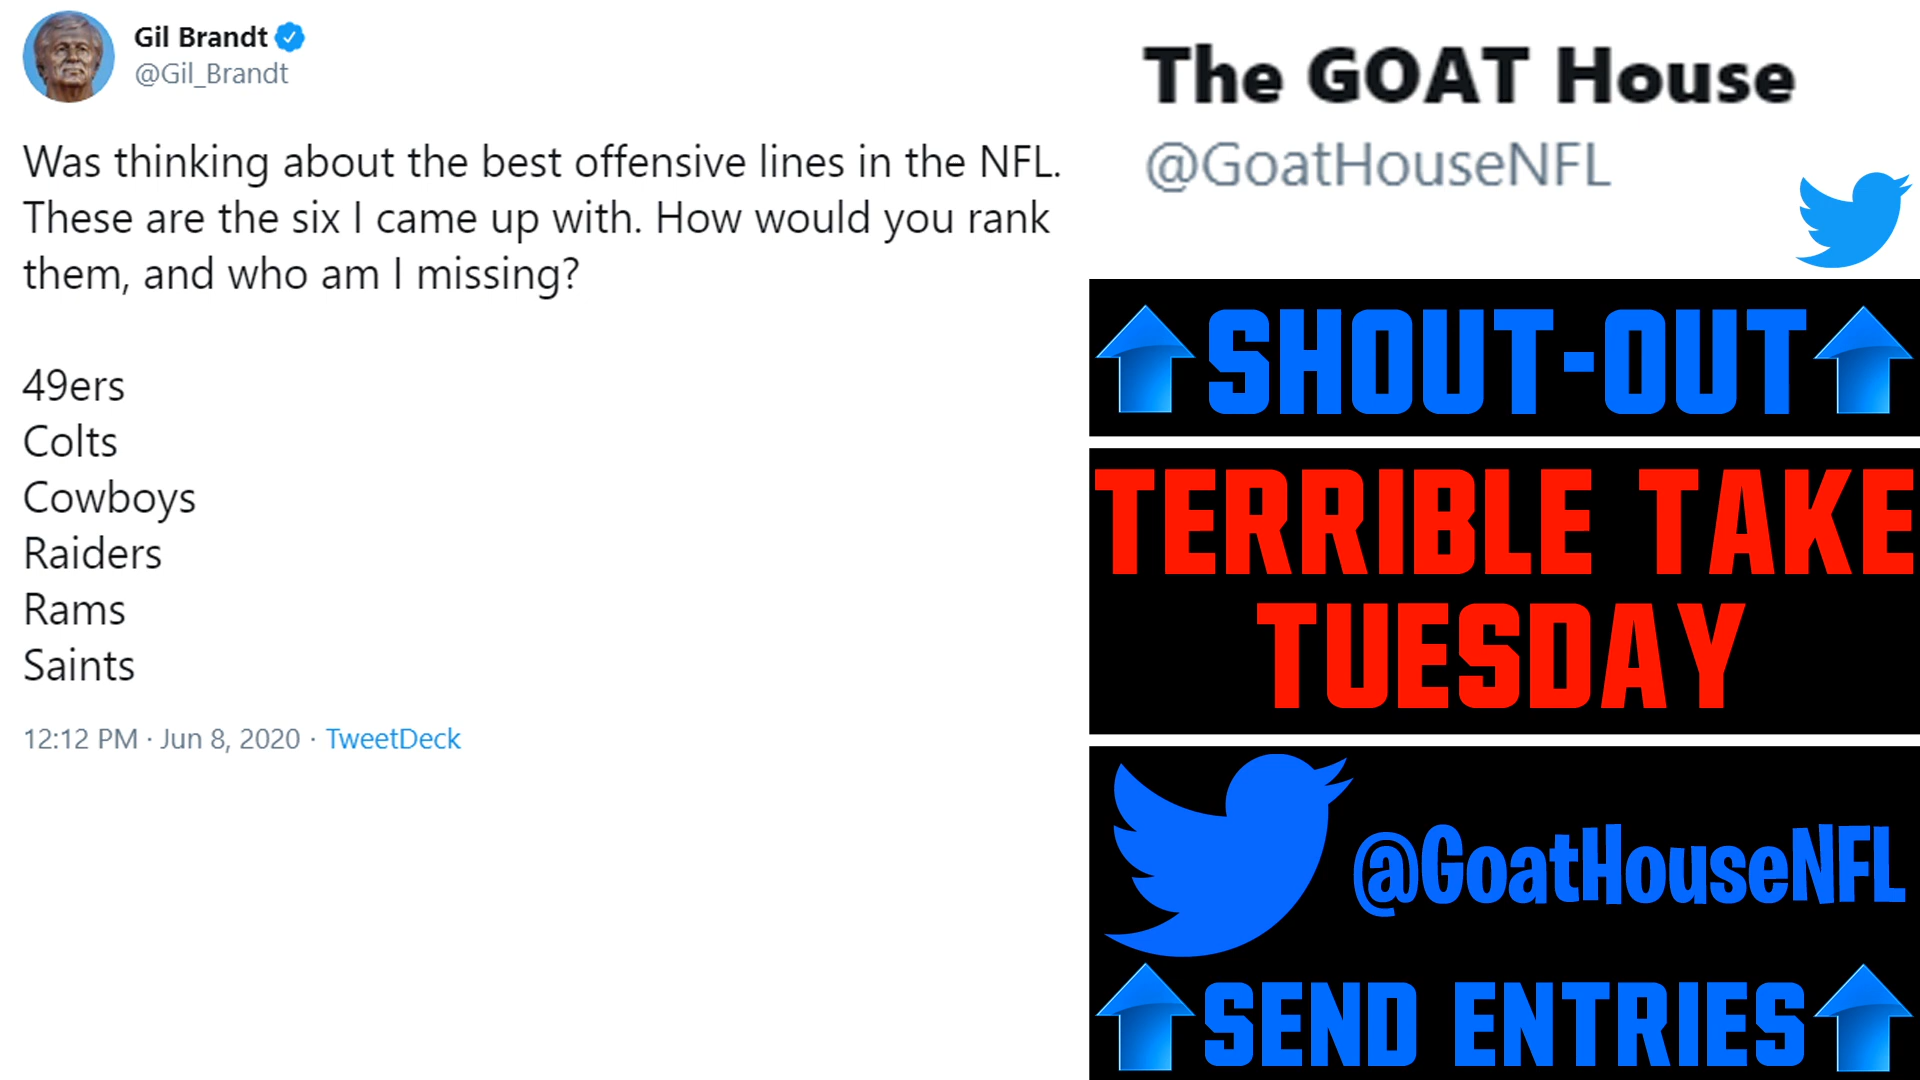 Gil Brandt
@Gil_Brandt
Was thinking about the best offensive lines in the NFL.
These are the six I came up with. How would you rank
them, and who am I missing?
49ers
Colts
Cowboys
Raiders
Rams
Saints
12:12 PM · Jun 8, 2020 · TweetDeck
The GOAT House
@GoatHouseNFL
SHOUT-OUT
TERRIBLE TAKE
TUESDAY
@GoatHouseNFL
SEND ENTRIES